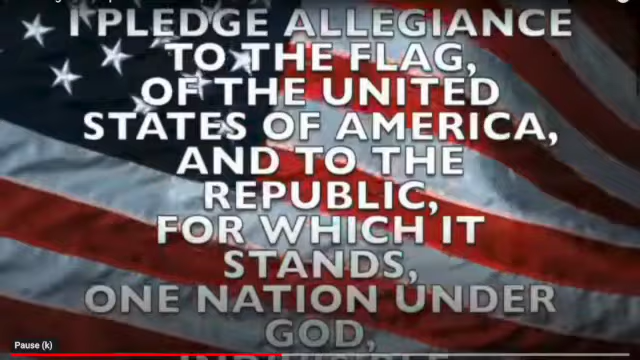 I PLEDGE ALLEGIANCE
TO THE FLAG,
OF THE UNITED
STATES OF AMERICA,
AND TO THE
REPUBLIC,
FOR WHICH IT
STANDS,
ONE NATION UNDER
GOD,
Pause (k)